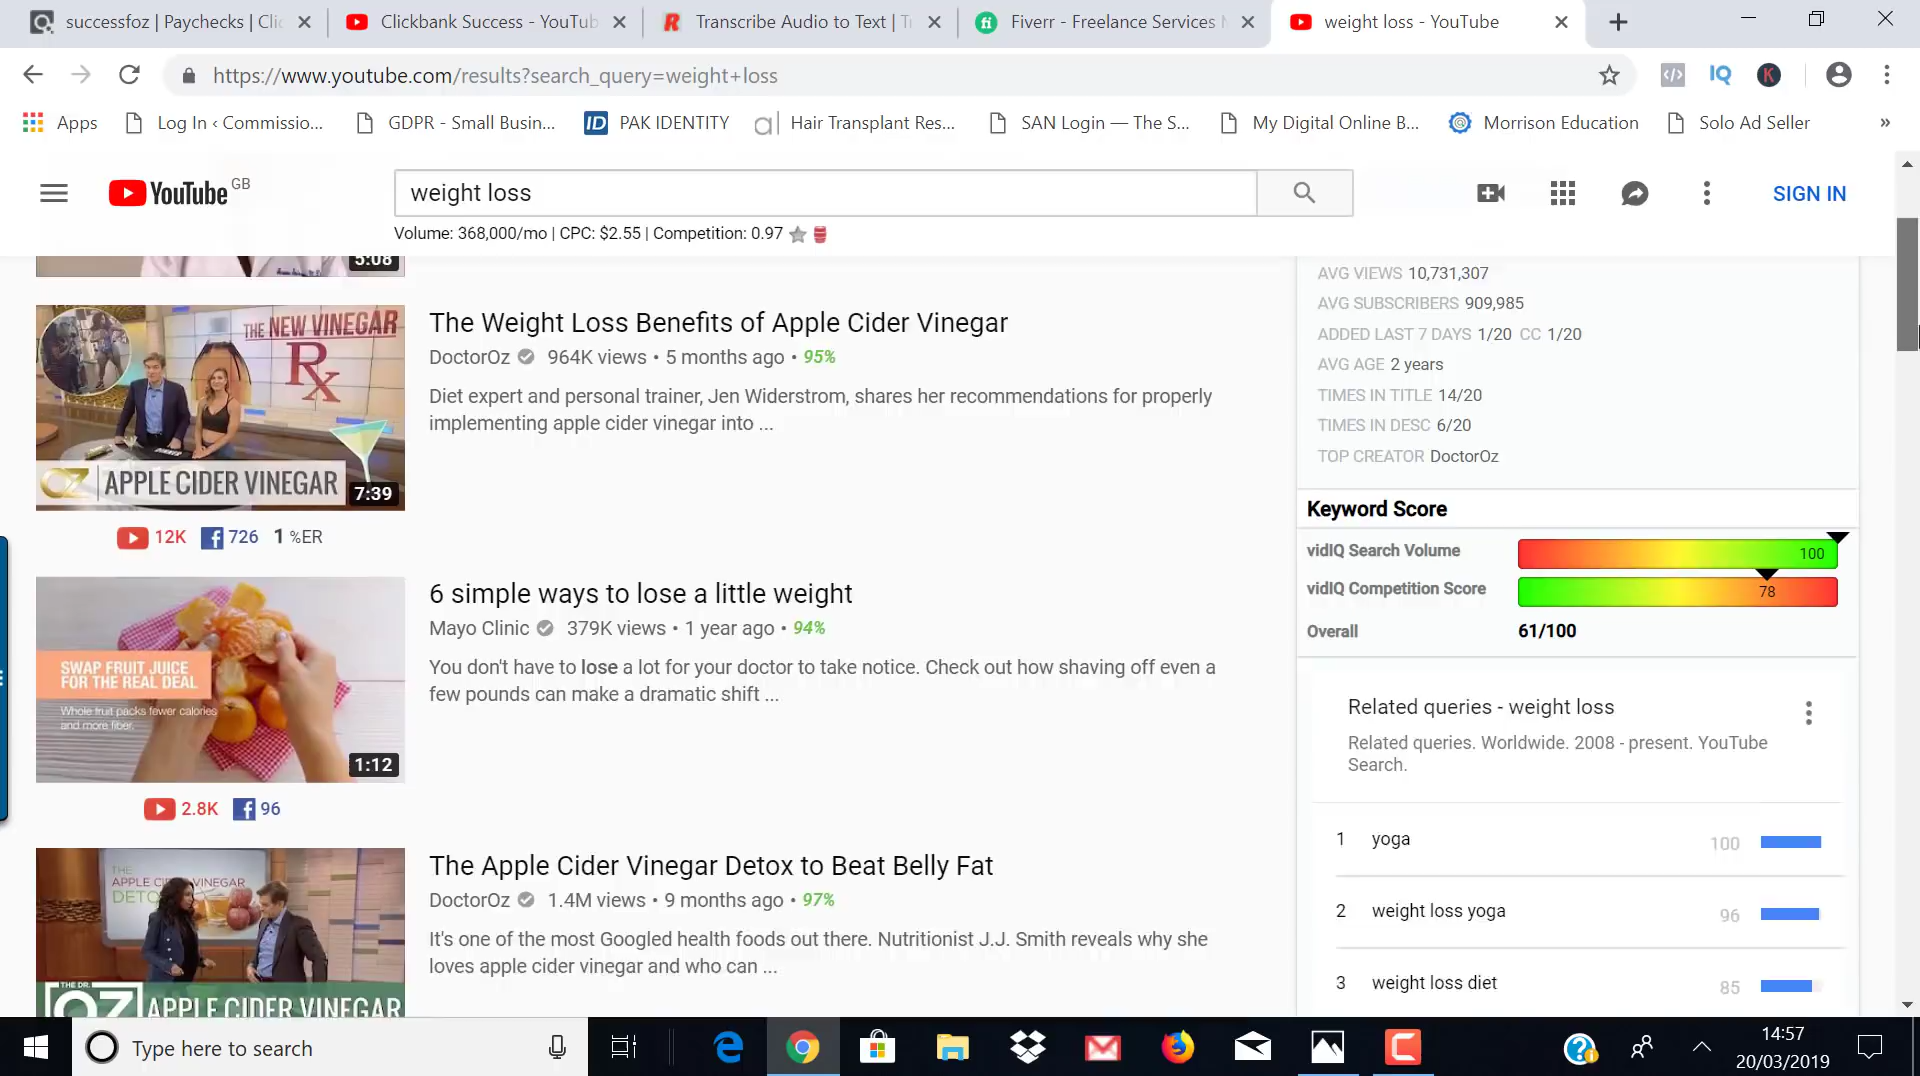 successfoz | Paychecks | Clic
Clickbank Success - YouTub
Transcribe Audio to Text | Tr
Fiverr - Freelance Services M
weight loss - YouTube
https://www.youtube.com/results?search_query=weight+loss
IQ
K
Apps
Log In ‹ Commissio...
GDPR - Small Busin...
ID
PAK IDENTITY
a|
Hair Transplant Res...
SAN Login — The S...
My Digital Online B...
Morrison Education
Solo Ad Seller
»
YouTube GB
weight loss
SIGN IN
Volume: 368,000/mo | CPC: $2.55 | Competition: 0.97
5:08
THE NEW VINEGAR
Rx
OZ | APPLE CIDER VINEGAR
7:39
12K 726 1 %ER
The Weight Loss Benefits of Apple Cider Vinegar
DoctorOz 964K views • 5 months ago • 95%
Diet expert and personal trainer, Jen Widerstrom, shares her recommendations for properly
implementing apple cider vinegar into ...
SWAP FRUIT JUICE
FOR THE REAL DEAL
Whole fruit packs fewer calories
and more fiber.
1:12
2.8K 96
6 simple ways to lose a little weight
Mayo Clinic 379K views • 1 year ago • 94%
You don't have to lose a lot for your doctor to take notice. Check out how shaving off even a
few pounds can make a dramatic shift ...
THE
APPLE CIDER VINEGAR
DETOX
THE DR.
OZ APPLE CIDER VINEGAR
The Apple Cider Vinegar Detox to Beat Belly Fat
DoctorOz 1.4M views • 9 months ago • 97%
It's one of the most Googled health foods out there. Nutritionist J.J. Smith reveals why she
loves apple cider vinegar and who can ...
AVG VIEWS 10,731,307
AVG SUBSCRIBERS 909,985
ADDED LAST 7 DAYS 1/20 CC 1/20
AVG AGE 2 years
TIMES IN TITLE 14/20
TIMES IN DESC 6/20
TOP CREATOR DoctorOz
Keyword Score
vidIQ Search Volume 100
vidIQ Competition Score 78
Overall 61/100
Related queries - weight loss
Related queries. Worldwide. 2008 - present. YouTube
Search.
1 yoga 100
2 weight loss yoga 96
3 weight loss diet 85
Type here to search
14:57
20/03/2019